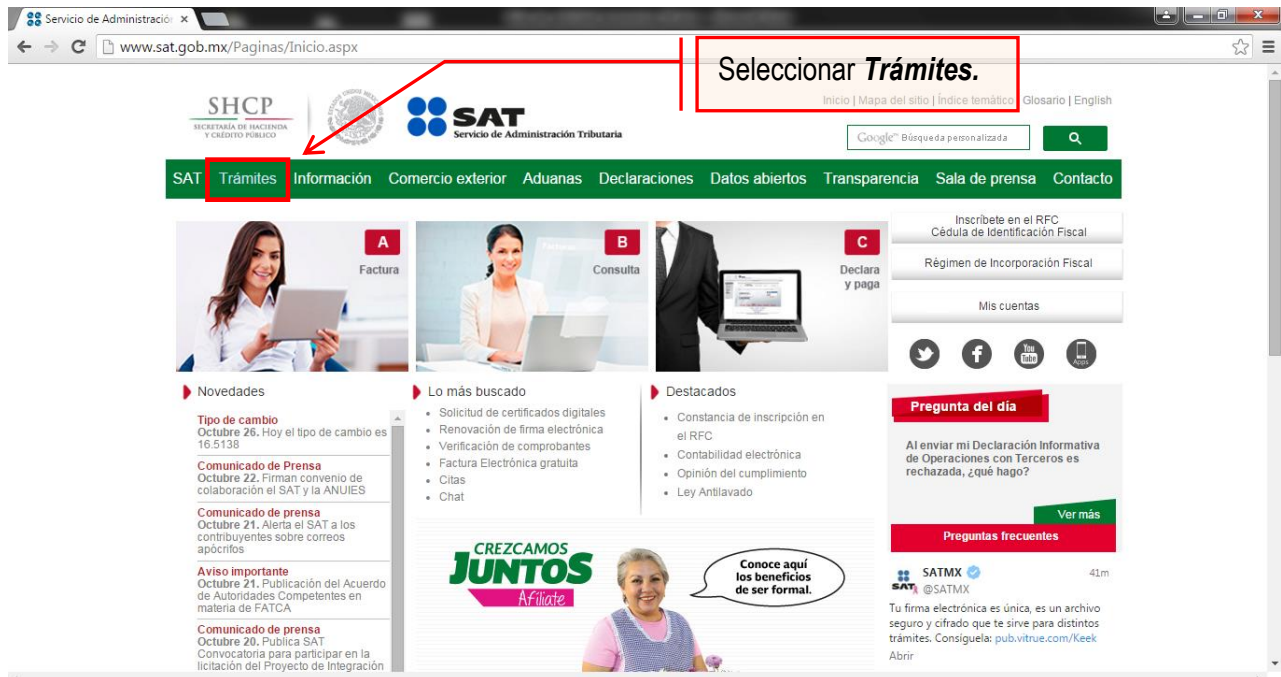 Servicio de Administració
www.sat.gob.mx/Paginas/Inicio.aspx
Seleccionar Trámites.
SHCP
SECRETARÍA DE HACIENDA
Y CRÉDITO PÚBLICO
SAT
Servicio de Administración Tributaria
Inicio | Mapa del sitio | Índice temático | Glosario | English
Google™ Búsqueda personalizada
SAT Trámites Información Comercio exterior Aduanas Declaraciones Datos abiertos Transparencia Sala de prensa Contacto
A
Factura
B
Consulta
C
Declara
y paga
Inscríbete en el RFC
Cédula de Identificación Fiscal
Régimen de Incorporación Fiscal
Mis cuentas
You
Tube
Apps
Novedades
Tipo de cambio
Octubre 26. Hoy el tipo de cambio es
16.5138
Comunicado de Prensa
Octubre 22. Firman convenio de
colaboración el SAT y la ANUIES
Comunicado de prensa
Octubre 21. Alerta el SAT a los
contribuyentes sobre correos
apócrifos
Aviso importante
Octubre 21. Publicación del Acuerdo
de Autoridades Competentes en
materia de FATCA
Comunicado de prensa
Octubre 20. Publica SAT
Convocatoria para participar en la
licitación del Proyecto de Integración
Lo más buscado
Solicitud de certificados digitales
Renovación de firma electrónica
Verificación de comprobantes
Factura Electrónica gratuita
Citas
Chat
Destacados
Constancia de inscripción en
el RFC
Contabilidad electrónica
Opinión del cumplimiento
Ley Antilavado
CREZCAMOS
JUNTOS
Afíliate
Conoce aquí
los beneficios
de ser formal.
Pregunta del día
Al enviar mi Declaración Informativa
de Operaciones con Terceros es
rechazada, ¿qué hago?
Ver más
Preguntas frecuentes
SAT
SATMX 41m
@SATMX
Tu firma electrónica es única, es un archivo
seguro y cifrado que te sirve para distintos
trámites. Consíguela: pub.vitrue.com/Keek
Abrir